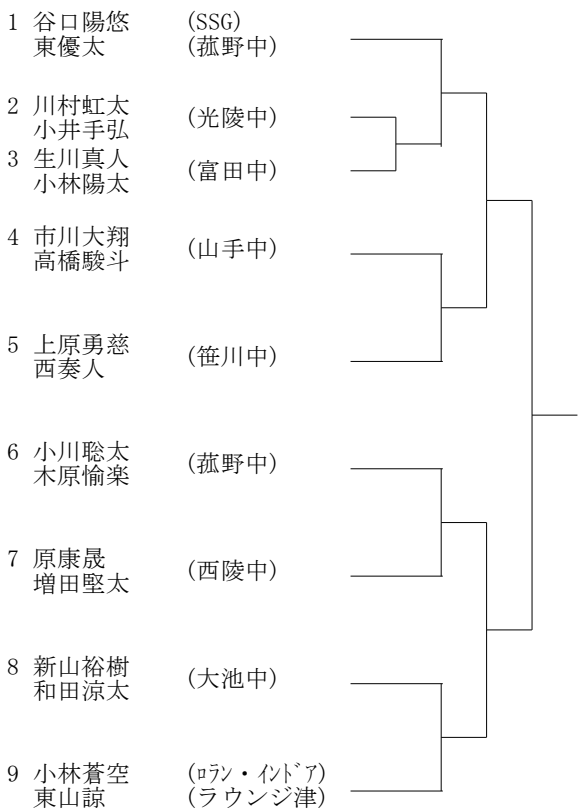 1 谷口陽悠 (SSG)
東優太 (菰野中)
2 川村虹太
小井手弘 (光陵中)
3 生川真人
小林陽太 (富田中)
4 市川大翔
高橋駿斗 (山手中)
5 上原勇慈
西奏人 (笹川中)
6 小川聡太
木原愉楽 (菰野中)
7 原康晟
増田堅太 (西陵中)
8 新山裕樹
和田涼太 (大池中)
9 小林蒼空 (ﾛﾗﾝ・ｲﾝﾄﾞｱ)
東山諒 (ラウンジ津)